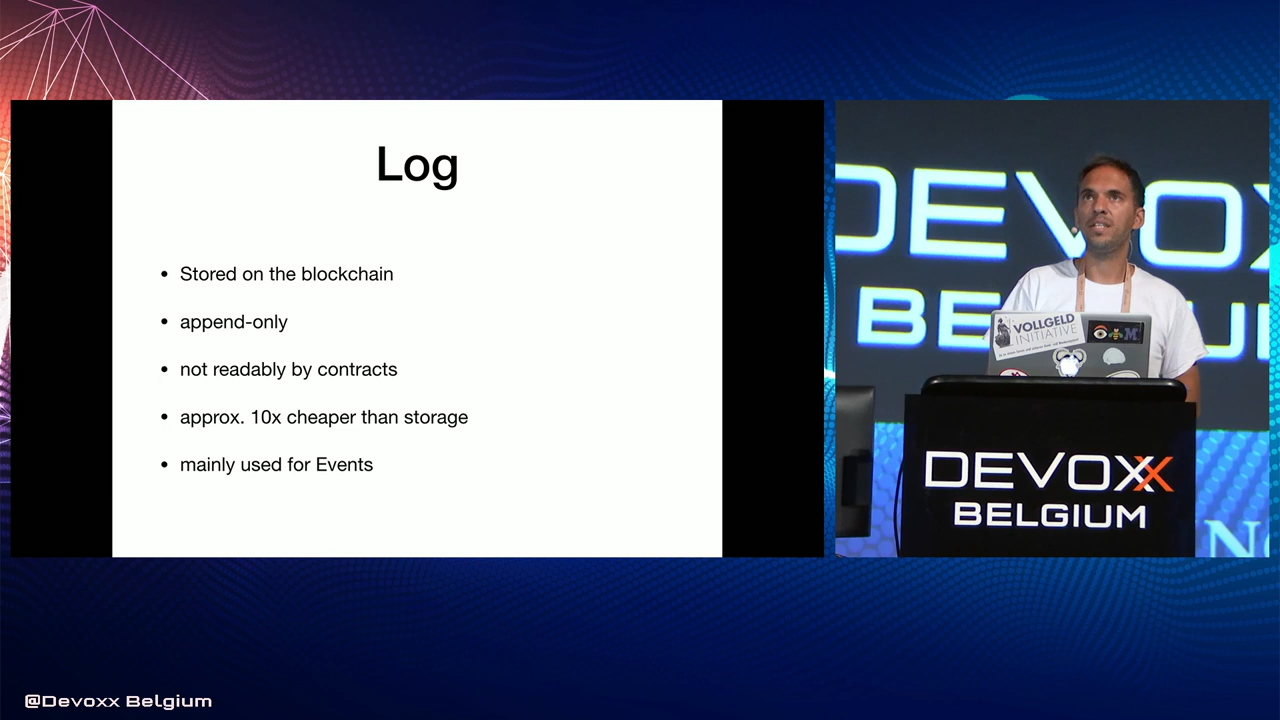 Log
• Stored on the blockchain
• append-only
• not readably by contracts
• approx. 10x cheaper than storage
• mainly used for Events
DEVOX
BELGIU
VOLLGELD
INITIATIVE
M
DEVOXX
BELGIUM
No
@Devoxx Belgium